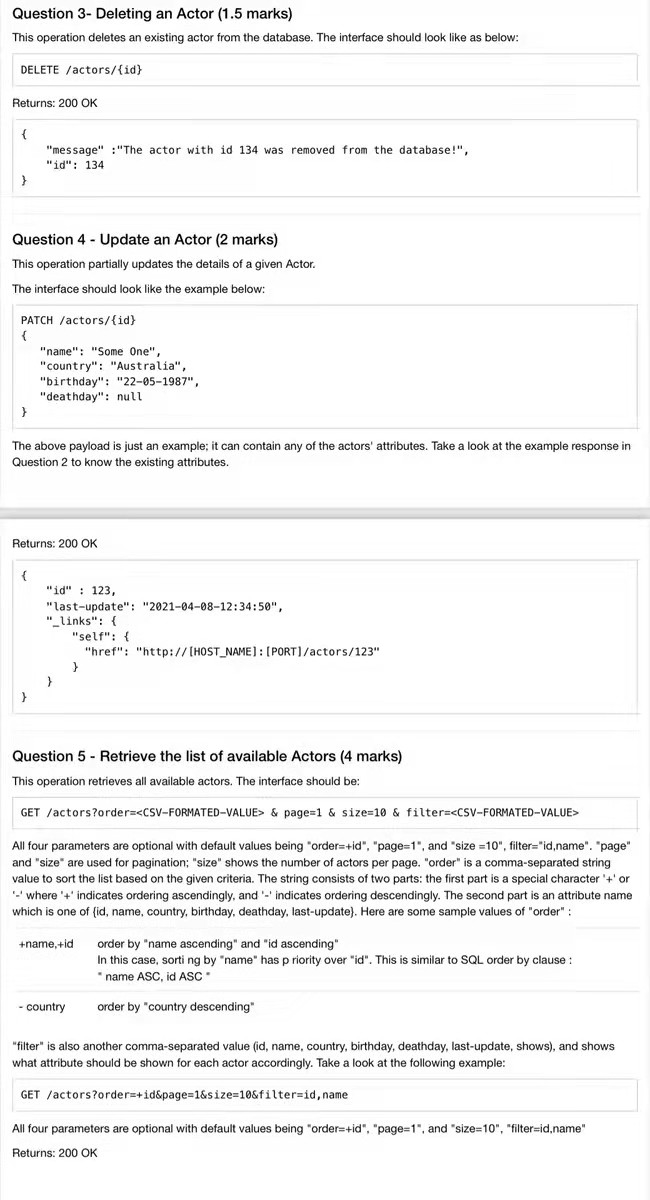 Question 3- Deleting an Actor (1.5 marks)
This operation deletes an existing actor from the database. The interface should look like as below:
DELETE /actors/{id}
Returns: 200 OK
{
"message" :"The actor with id 134 was removed from the database!",
"id": 134
}
Question 4 - Update an Actor (2 marks)
This operation partially updates the details of a given Actor.
The interface should look like the example below:
PATCH /actors/{id}
{
"name": "Some One",
"country": "Australia",
"birthday": "22-05-1987",
"deathday": null
}
The above payload is just an example; it can contain any of the actors' attributes. Take a look at the example response in
Question 2 to know the existing attributes.
Returns: 200 OK
{
"id" : 123,
"last-update": "2021-04-08-12:34:50",
"_links": {
"self": {
"href": "http://[HOST_NAME]:[PORT]/actors/123"
}
}
}
Question 5 - Retrieve the list of available Actors (4 marks)
This operation retrieves all available actors. The interface should be:
GET /actors?order=<CSV-FORMATED-VALUE> & page=1 & size=10 & filter=<CSV-FORMATED-VALUE>
All four parameters are optional with default values being "order=+id", "page=1", and "size =10", filter="id,name". "page"
and "size" are used for pagination; "size" shows the number of actors per page. "order" is a comma-separated string
value to sort the list based on the given criteria. The string consists of two parts: the first part is a special character '+' or
'-' where '+' indicates ordering ascendingly, and '-' indicates ordering descendingly. The second part is an attribute name
which is one of {id, name, country, birthday, deathday, last-update}. Here are some sample values of "order" :
+name,+id order by "name ascending" and "id ascending"
In this case, sorti ng by "name" has p riority over "id". This is similar to SQL order by clause :
" name ASC, id ASC "
- country order by "country descending"
"filter" is also another comma-separated value (id, name, country, birthday, deathday, last-update, shows), and shows
what attribute should be shown for each actor accordingly. Take a look at the following example:
GET /actors?order=+id&page=1&size=10&filter=id,name
All four parameters are optional with default values being "order=+id", "page=1", and "size=10", "filter=id,name"
Returns: 200 OK